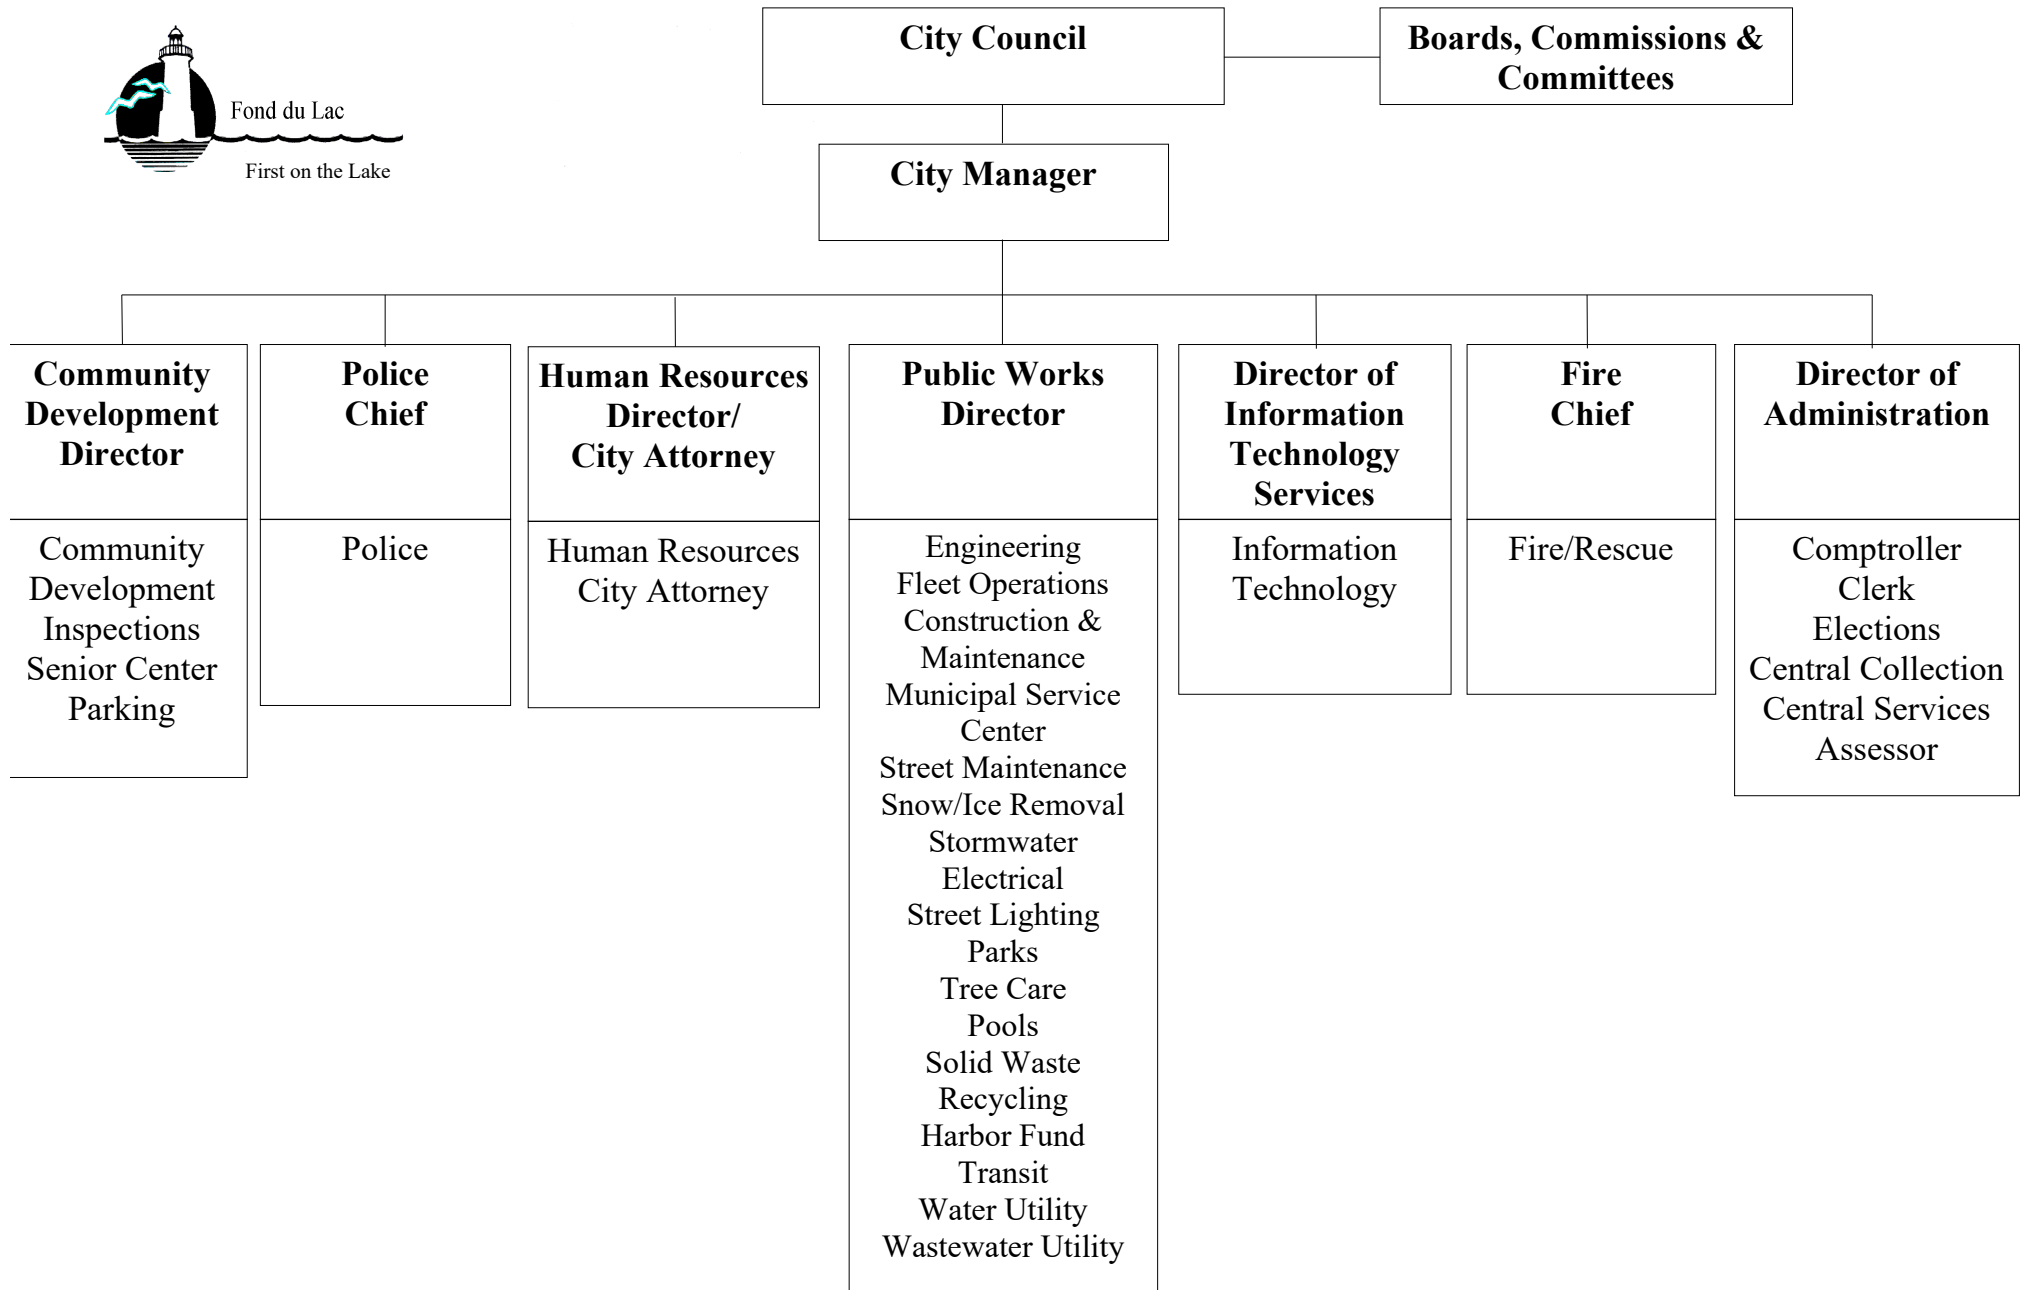 Fond du Lac
First on the Lake
City Council
Boards, Commissions &
Committees
City Manager
Community
Development
Director
Community
Development
Inspections
Senior Center
Parking
Police
Chief
Police
Human Resources
Director/
City Attorney
Human Resources
City Attorney
Public Works
Director
Engineering
Fleet Operations
Construction &
Maintenance
Municipal Service
Center
Street Maintenance
Snow/Ice Removal
Stormwater
Electrical
Street Lighting
Parks
Tree Care
Pools
Solid Waste
Recycling
Harbor Fund
Transit
Water Utility
Wastewater Utility
Director of
Information
Technology
Services
Information
Technology
Fire
Chief
Fire/Rescue
Director of
Administration
Comptroller
Clerk
Elections
Central Collection
Central Services
Assessor